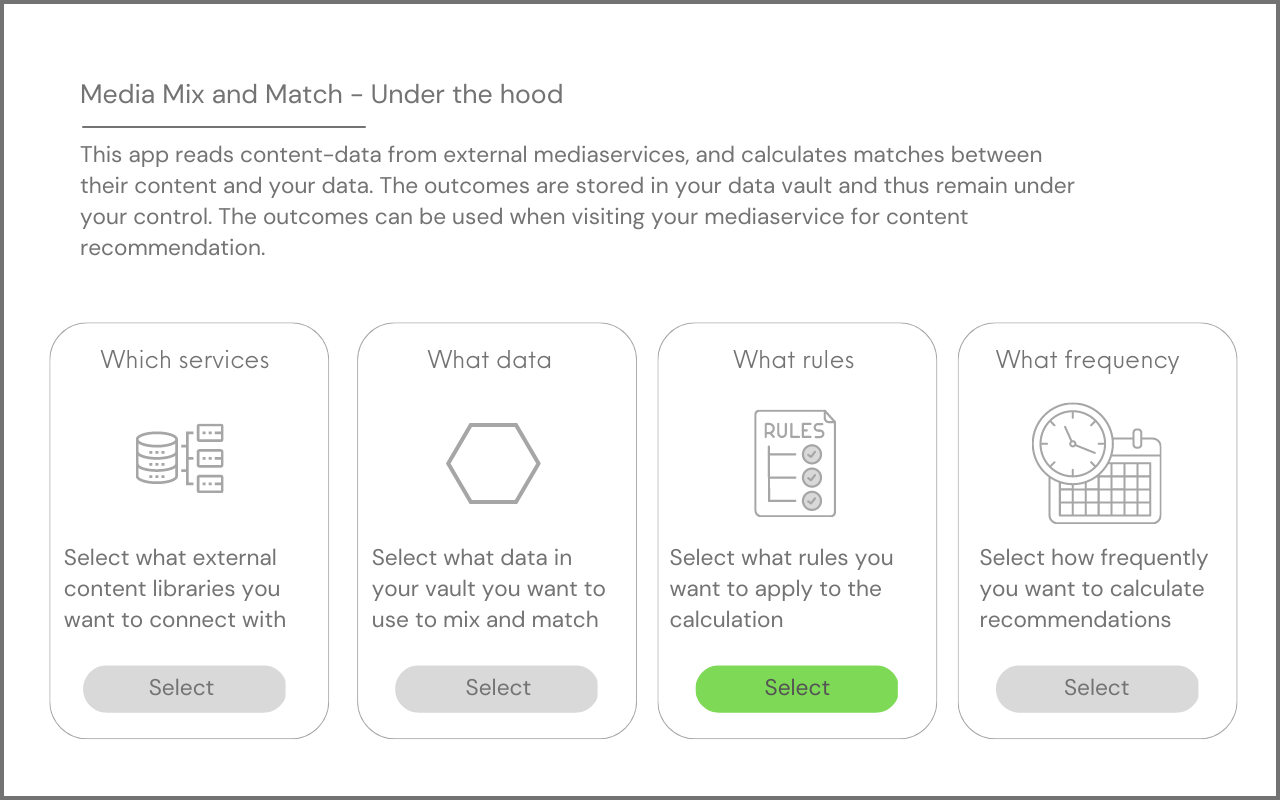 Media Mix and Match - Under the hood
This app reads content-data from external mediaservices, and calculates matches between
their content and your data. The outcomes are stored in your data vault and thus remain under
your control. The outcomes can be used when visiting your mediaservice for content
recommendation.
Which services
Select what external
content libraries you
want to connect with
Select
What data
Select what data in
your vault you want to
use to mix and match
Select
What rules
RULES
Select what rules you
want to apply to the
calculation
Select
What frequency
Select how frequently
you want to calculate
recommendations
Select